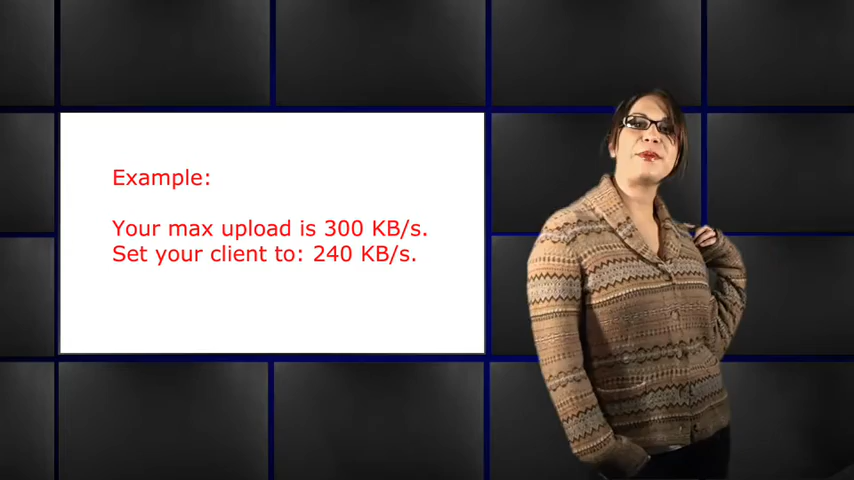 Example:
Your max upload is 300 KB/s.
Set your client to: 240 KB/s.